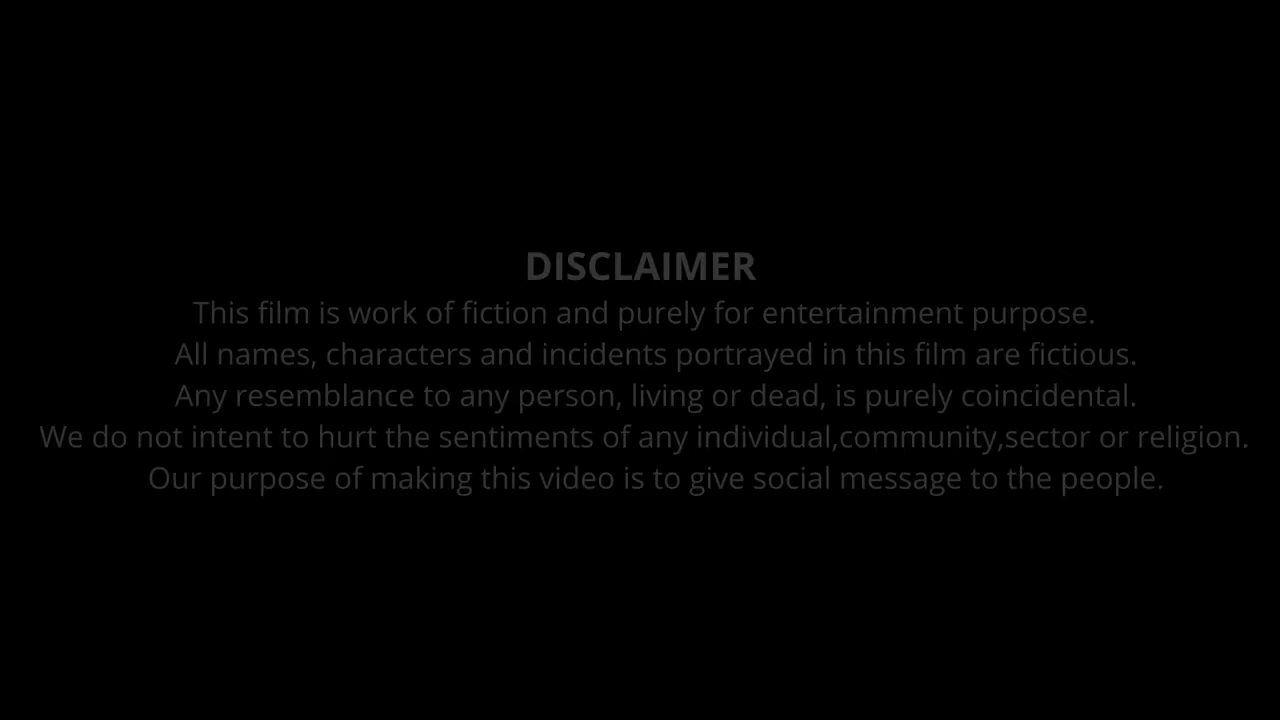 DISCLAIMER
This film is work of fiction and purely for entertainment purpose.
All names, characters and incidents portrayed in this film are fictious.
Any resemblance to any person, living or dead, is purely coincidental.
We do not intent to hurt the sentiments of any individual,community,sector or religion.
Our purpose of making this video is to give social message to the people.